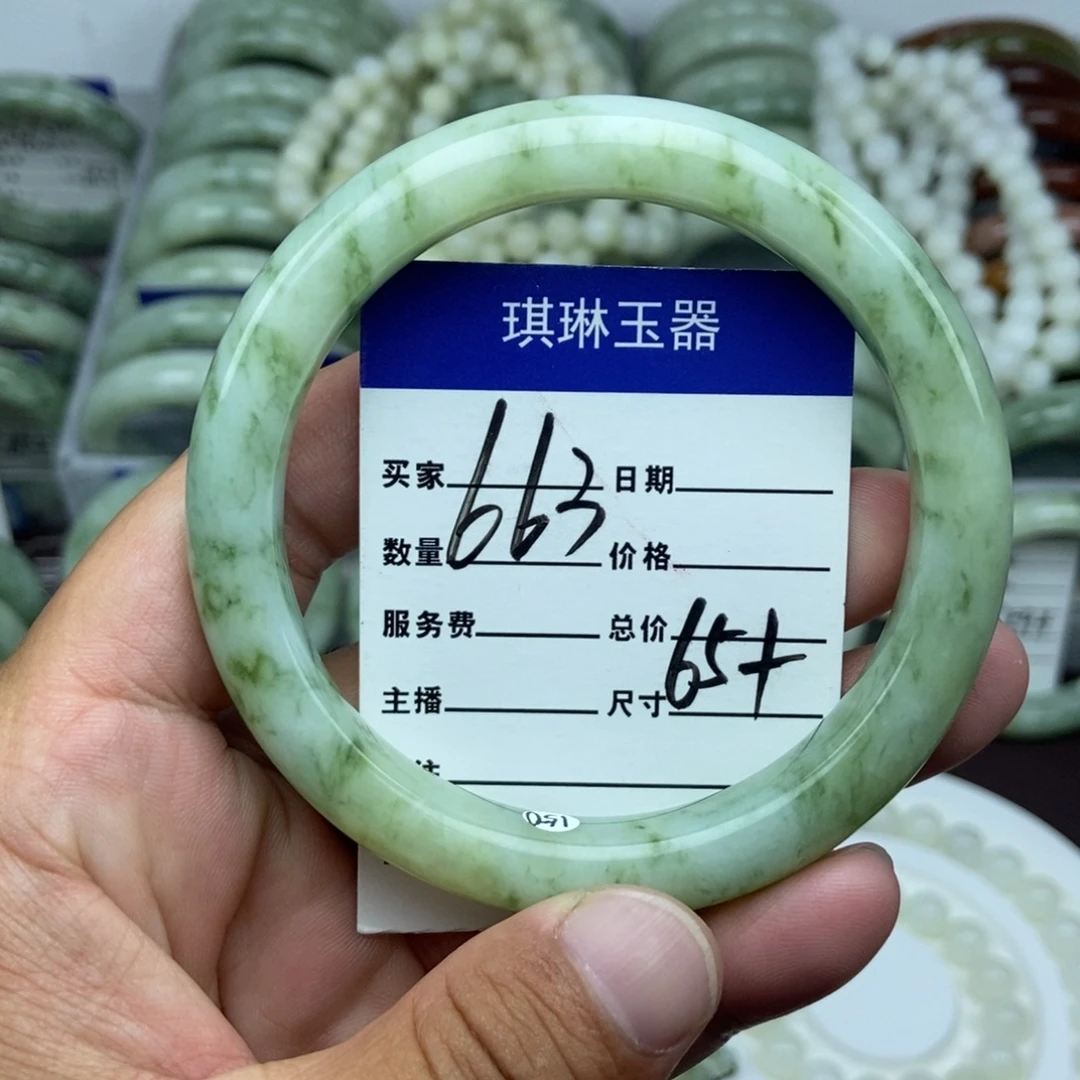 琪琳玉器
买家 663 日期
数量 价格
服务费 总价
主播 尺寸 65+
注